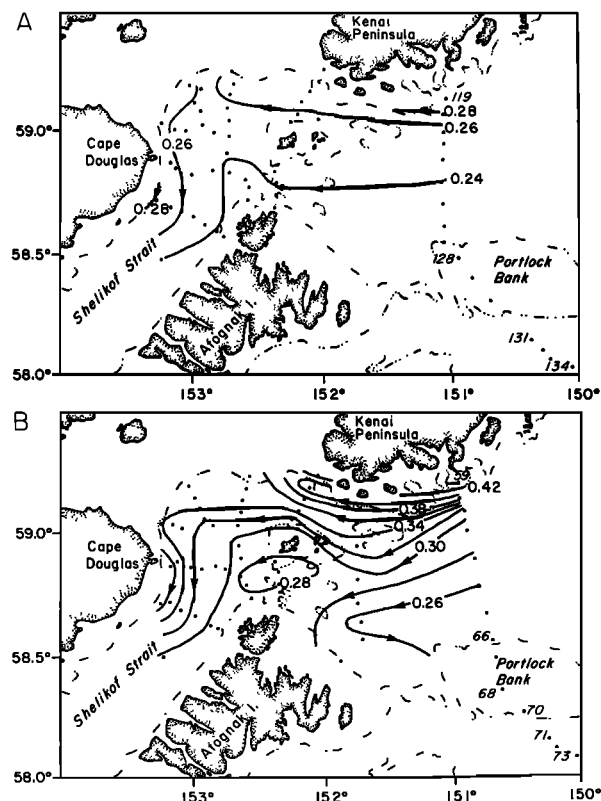 A
Kenai
Peninsula
119
0.28
59.0°
0.26
Cape
Douglas
0.26
0.24
0.28
58.5°
128
Portlock
Bank
Shelikof Strait
Afognak I.
131
134
58.0°
153°
152°
151°
150°
B
Kenai
Peninsula
59
0.42
0.38
0.34
59.0°
Cape
Douglas
0.30
0.28
0.26
66
58.5°
Portlock
Bank
Shelikof Strait
68
70
Afognak I.
71
73
58.0°
153°
152°
151°
150°